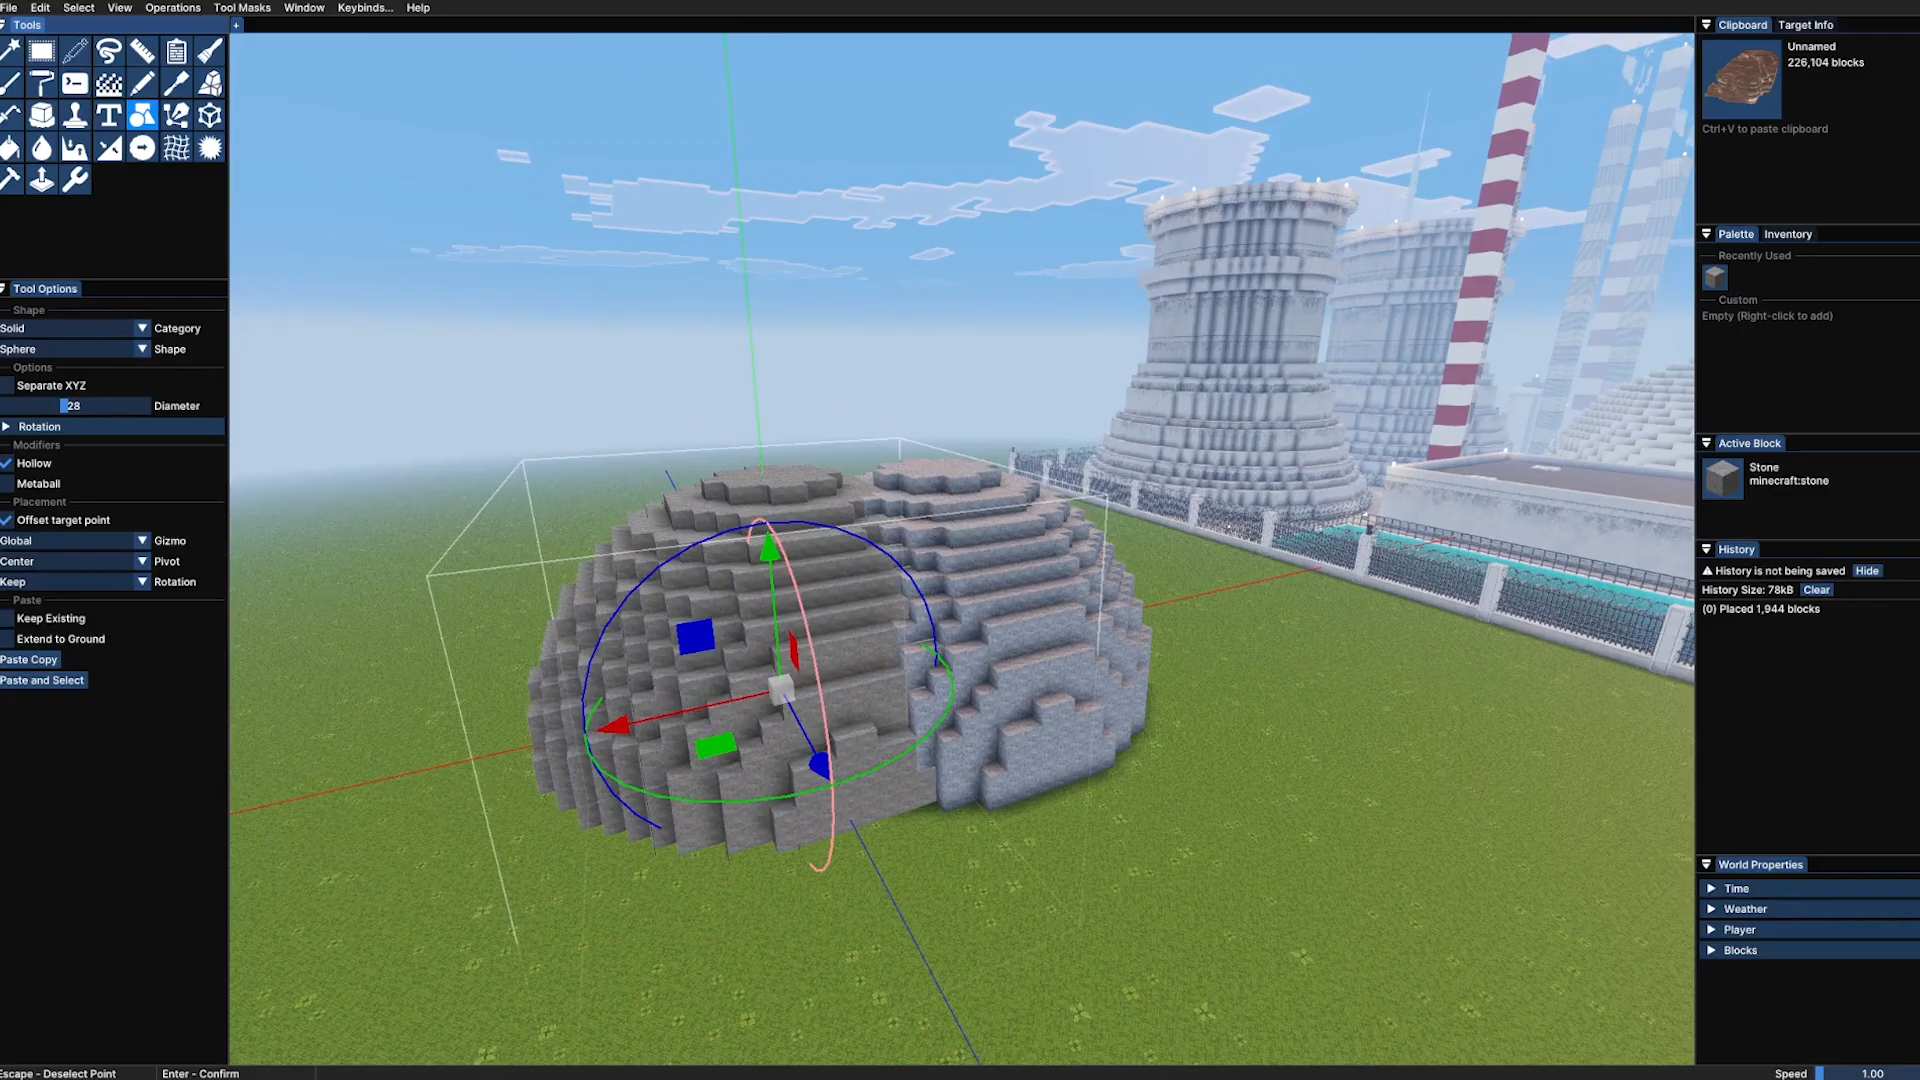 File Edit Select View Operations Tool Masks Window Keybinds... Help
Tools
+
Tool Options
Shape
Solid Category
Sphere Shape
Options
Separate XYZ
28 Diameter
Rotation
Modifiers
Hollow
Metaball
Placement
Offset target point
Global Gizmo
Center Pivot
Keep Rotation
Paste
Keep Existing
Extend to Ground
Paste Copy
Paste and Select
Clipboard Target Info
Unnamed
226,104 blocks
Ctrl+V to paste clipboard
Palette Inventory
Recently Used
Custom
Empty (Right-click to add)
Active Block
Stone
minecraft:stone
History
History is not being saved Hide
History Size: 78kB Clear
(0) Placed 1,944 blocks
World Properties
Time
Weather
Player
Blocks
Escape - Deselect Point Enter - Confirm
Speed 1.00